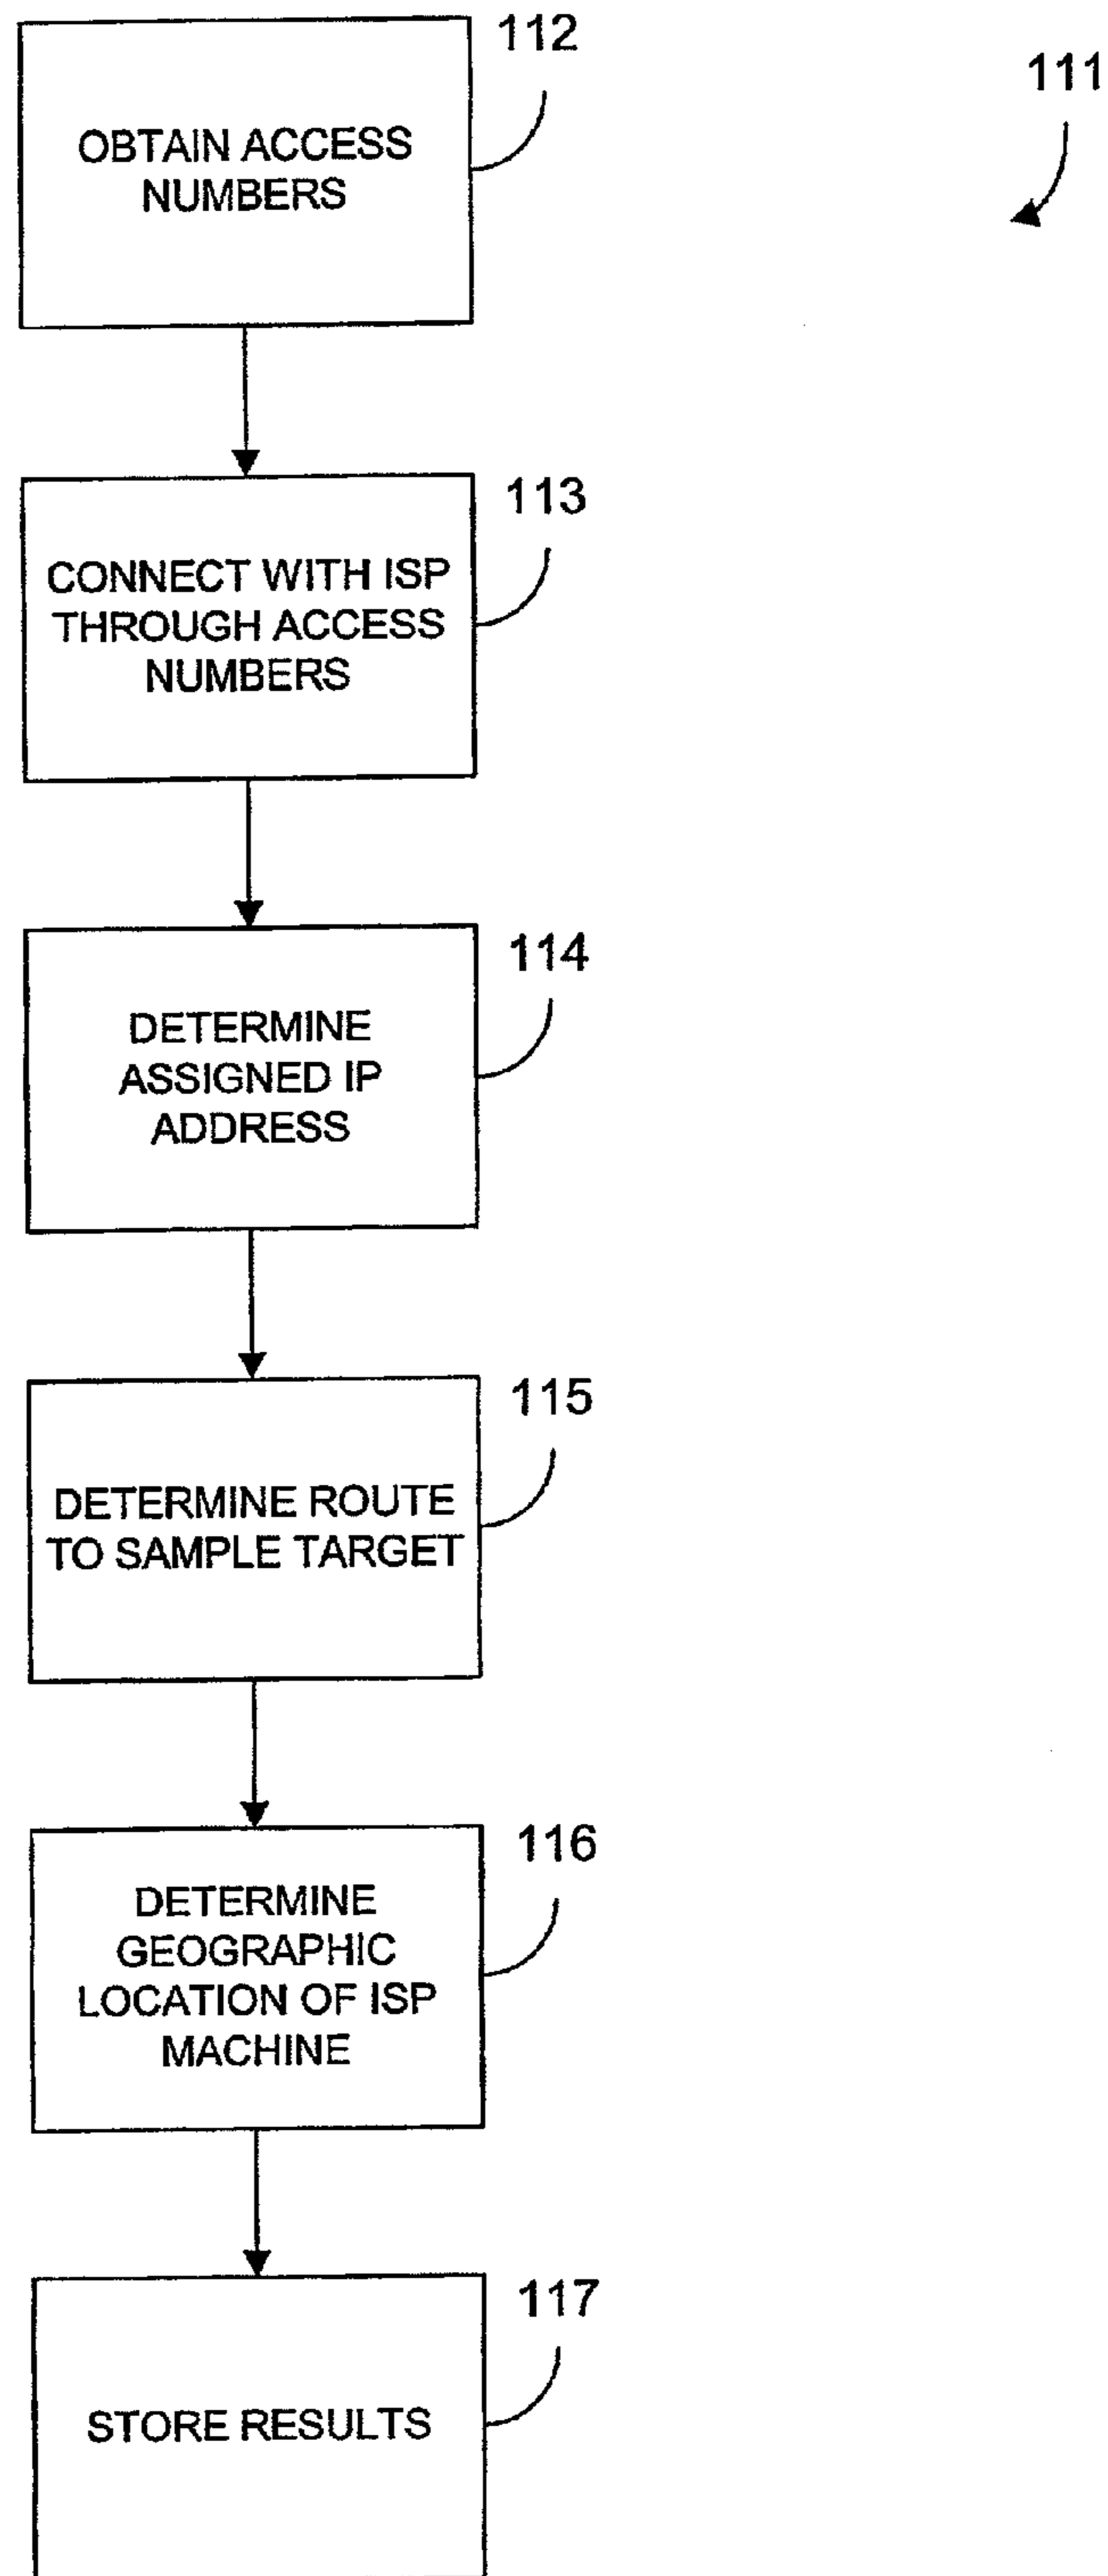 112
111
OBTAIN ACCESS
NUMBERS
113
CONNECT WITH ISP
THROUGH ACCESS
NUMBERS
114
DETERMINE
ASSIGNED IP
ADDRESS
115
DETERMINE ROUTE
TO SAMPLE TARGET
116
DETERMINE
GEOGRAPHIC
LOCATION OF ISP
MACHINE
117
STORE RESULTS